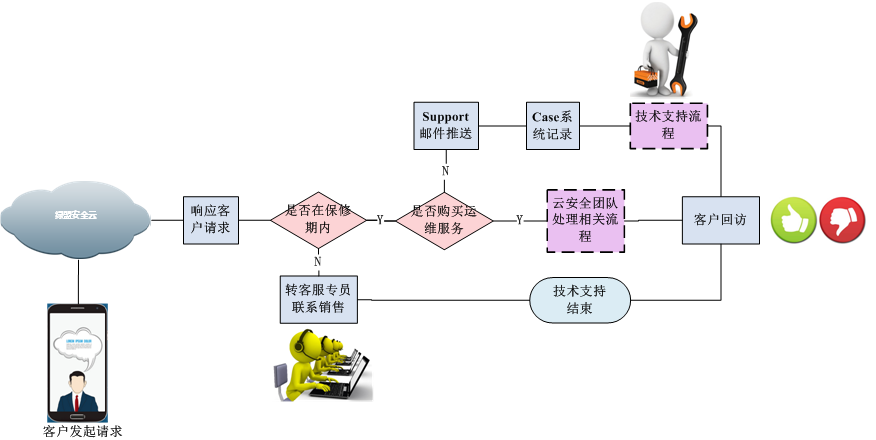 Support
邮件推送
Case系
统记录
技术支持流
程
绿盟安全云
响应客
户请求
是否在保修
期内
Y
是否购买运
维服务
N
Y
云安全团队
处理相关流
程
客户回访
N
转客服专员
联系销售
技术支持
结束
客户发起请求